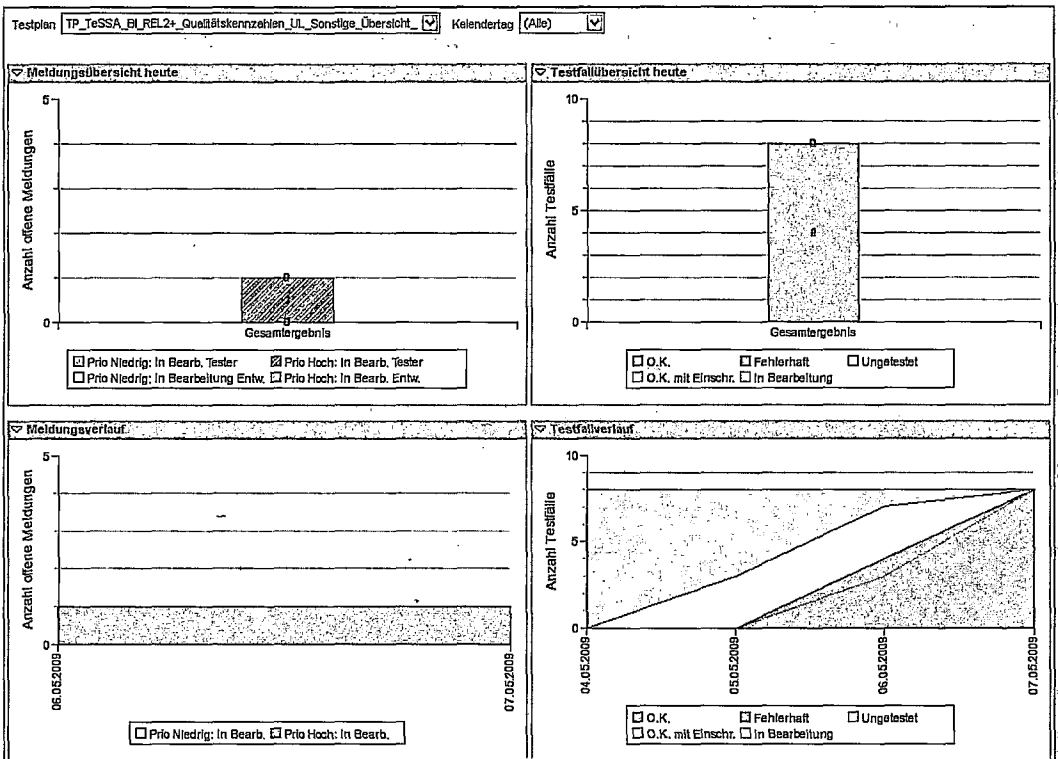 Testplan TP_TeSSA_BI_REL2+_Qualitätskennzahlen_UL_Sonstige_Übersicht_ Kalendertag (Alle)
Meldungsübersicht heute
5
0
Anzahl offene Meldungen
Gesamtergebnis
Prio Niedrig: In Bearb. Tester Prio Hoch: In Bearb. Tester
Prio Niedrig: In Bearbeitung Entw. Prio Hoch: In Bearb. Entw.
Testfallübersicht heute
10
5
0
Anzahl Testfälle
Gesamtergebnis
O.K. Fehlerhaft Ungetestet
O.K. mit Einschr. In Bearbeitung
Meldungsverlauf
5
0
Anzahl offene Meldungen
06.05.2009 07.05.2009
Prio Niedrig: In Bearb. Prio Hoch: In Bearb.
Testfallverlauf
10
5
0
Anzahl Testfälle
04.05.2009 05.05.2009 06.05.2009 07.05.2009
O.K. Fehlerhaft Ungetestet
O.K. mit Einschr. In Bearbeitung